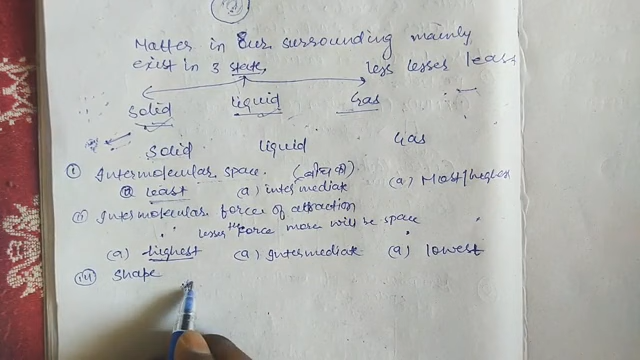 Matter in our surrounding mainly
exist in 3 state. less lesser least
Solid liquid Gas
Solid liquid Gas
(i) Intermolecular space.
(a) least (a) intermediate (a) Most/highest
(ii) Intermolecular force of attraction
lesser the force more will be space
(a) highest (a) Intermediate (a) lowest
(iii) Shape